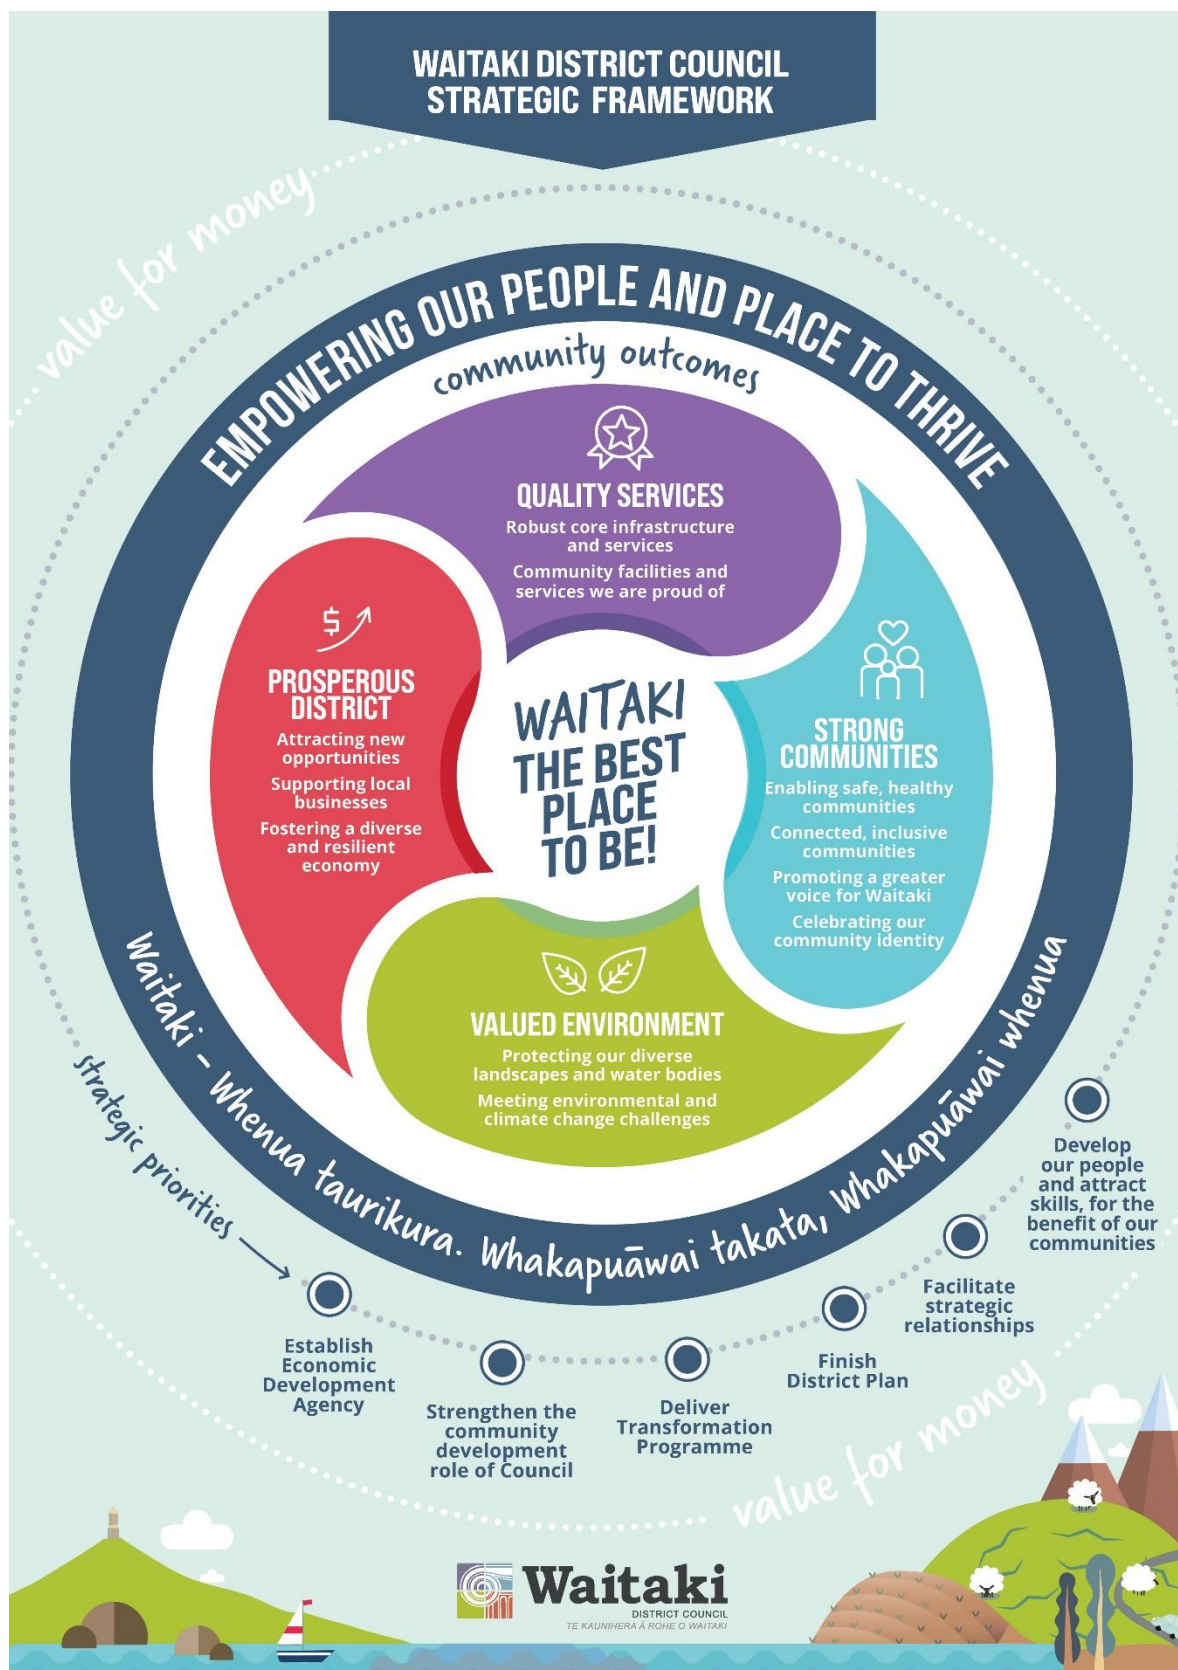 WAITAKI DISTRICT COUNCIL
STRATEGIC FRAMEWORK
value for money
EMPOWERING OUR PEOPLE AND PLACE TO THRIVE
community outcomes
QUALITY SERVICES
Robust core infrastructure
and services
Community facilities and
services we are proud of
PROSPEROUS
DISTRICT
Attracting new
opportunities
Supporting local
businesses
Fostering a diverse
and resilient
economy
WAITAKI
THE BEST
PLACE
TO BE!
STRONG
COMMUNITIES
Enabling safe, healthy
communities
Connected, inclusive
communities
Promoting a greater
voice for Waitaki
Celebrating our
community identity
VALUED ENVIRONMENT
Protecting our diverse
landscapes and water bodies
Meeting environmental and
climate change challenges
Waitaki - Whenua taurikura. Whakapuāwai takata, Whakapuāwai whenua
strategic priorities
Establish
Economic
Development
Agency
Strengthen the
community
development
role of Council
Deliver
Transformation
Programme
Finish
District Plan
Facilitate
strategic
relationships
Develop
our people
and attract
skills, for the
benefit of our
communities
value for money
Waitaki
DISTRICT COUNCIL
TE KAUNIHERA Ā ROHE O WAITAKI